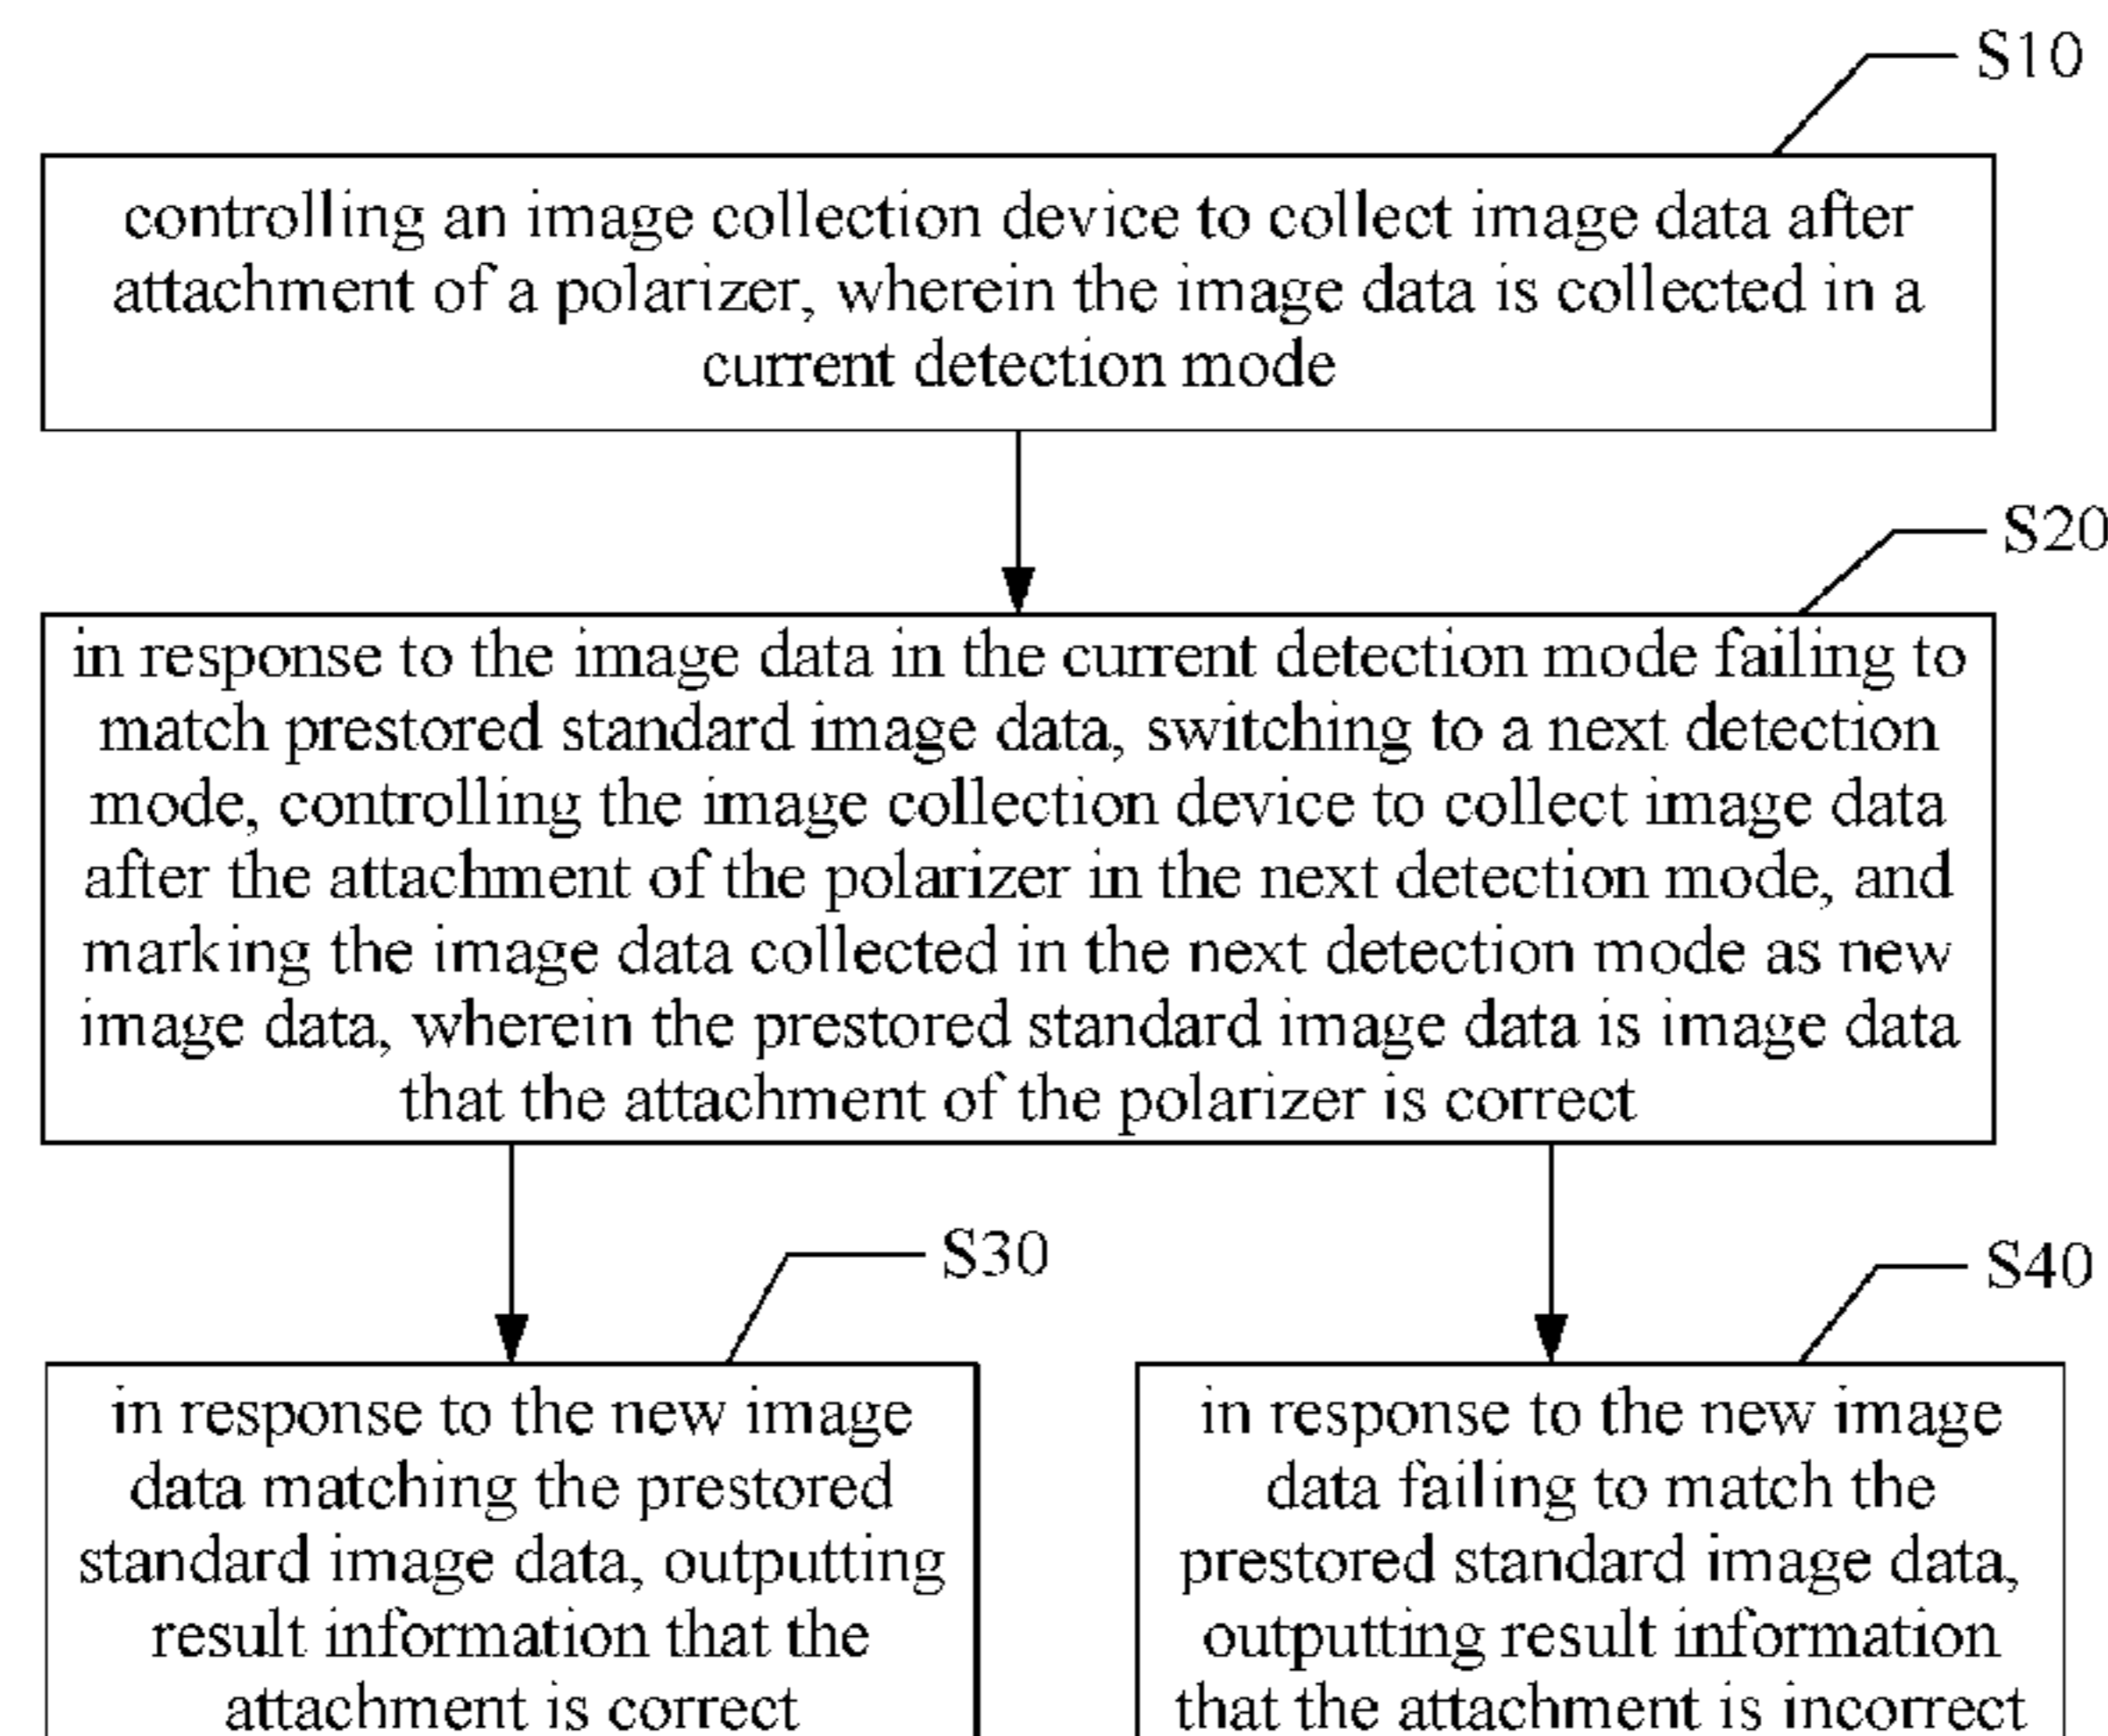 S10
controlling an image collection device to collect image data after
attachment of a polarizer, wherein the image data is collected in a
current detection mode
S20
in response to the image data in the current detection mode failing to
match prestored standard image data, switching to a next detection
mode, controlling the image collection device to collect image data
after the attachment of the polarizer in the next detection mode, and
marking the image data collected in the next detection mode as new
image data, wherein the prestored standard image data is image data
that the attachment of the polarizer is correct
S30
in response to the new image
data matching the prestored
standard image data, outputting
result information that the
attachment is correct
S40
in response to the new image
data failing to match the
prestored standard image data,
outputting result information
that the attachment is incorrect